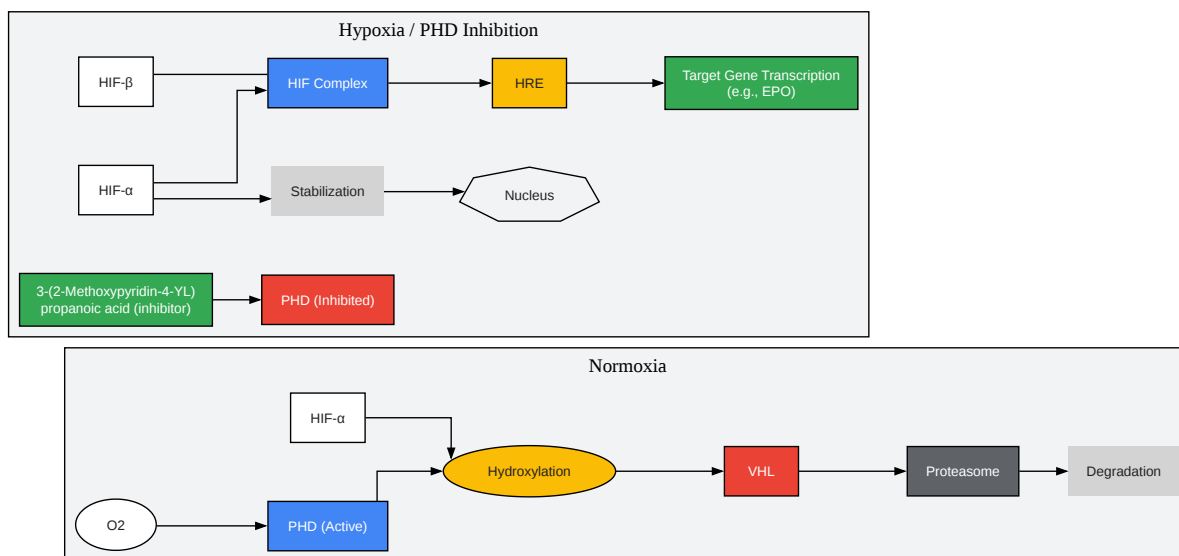 Hypoxia / PHD Inhibition
HIF-β
HIF Complex
HRE
Target Gene Transcription
(e.g., EPO)
HIF-α
Stabilization
Nucleus
3-(2-Methoxypyridin-4-YL)
propanoic acid (inhibitor)
PHD (Inhibited)
Normoxia
HIF-α
Hydroxylation
VHL
Proteasome
Degradation
O2
PHD (Active)